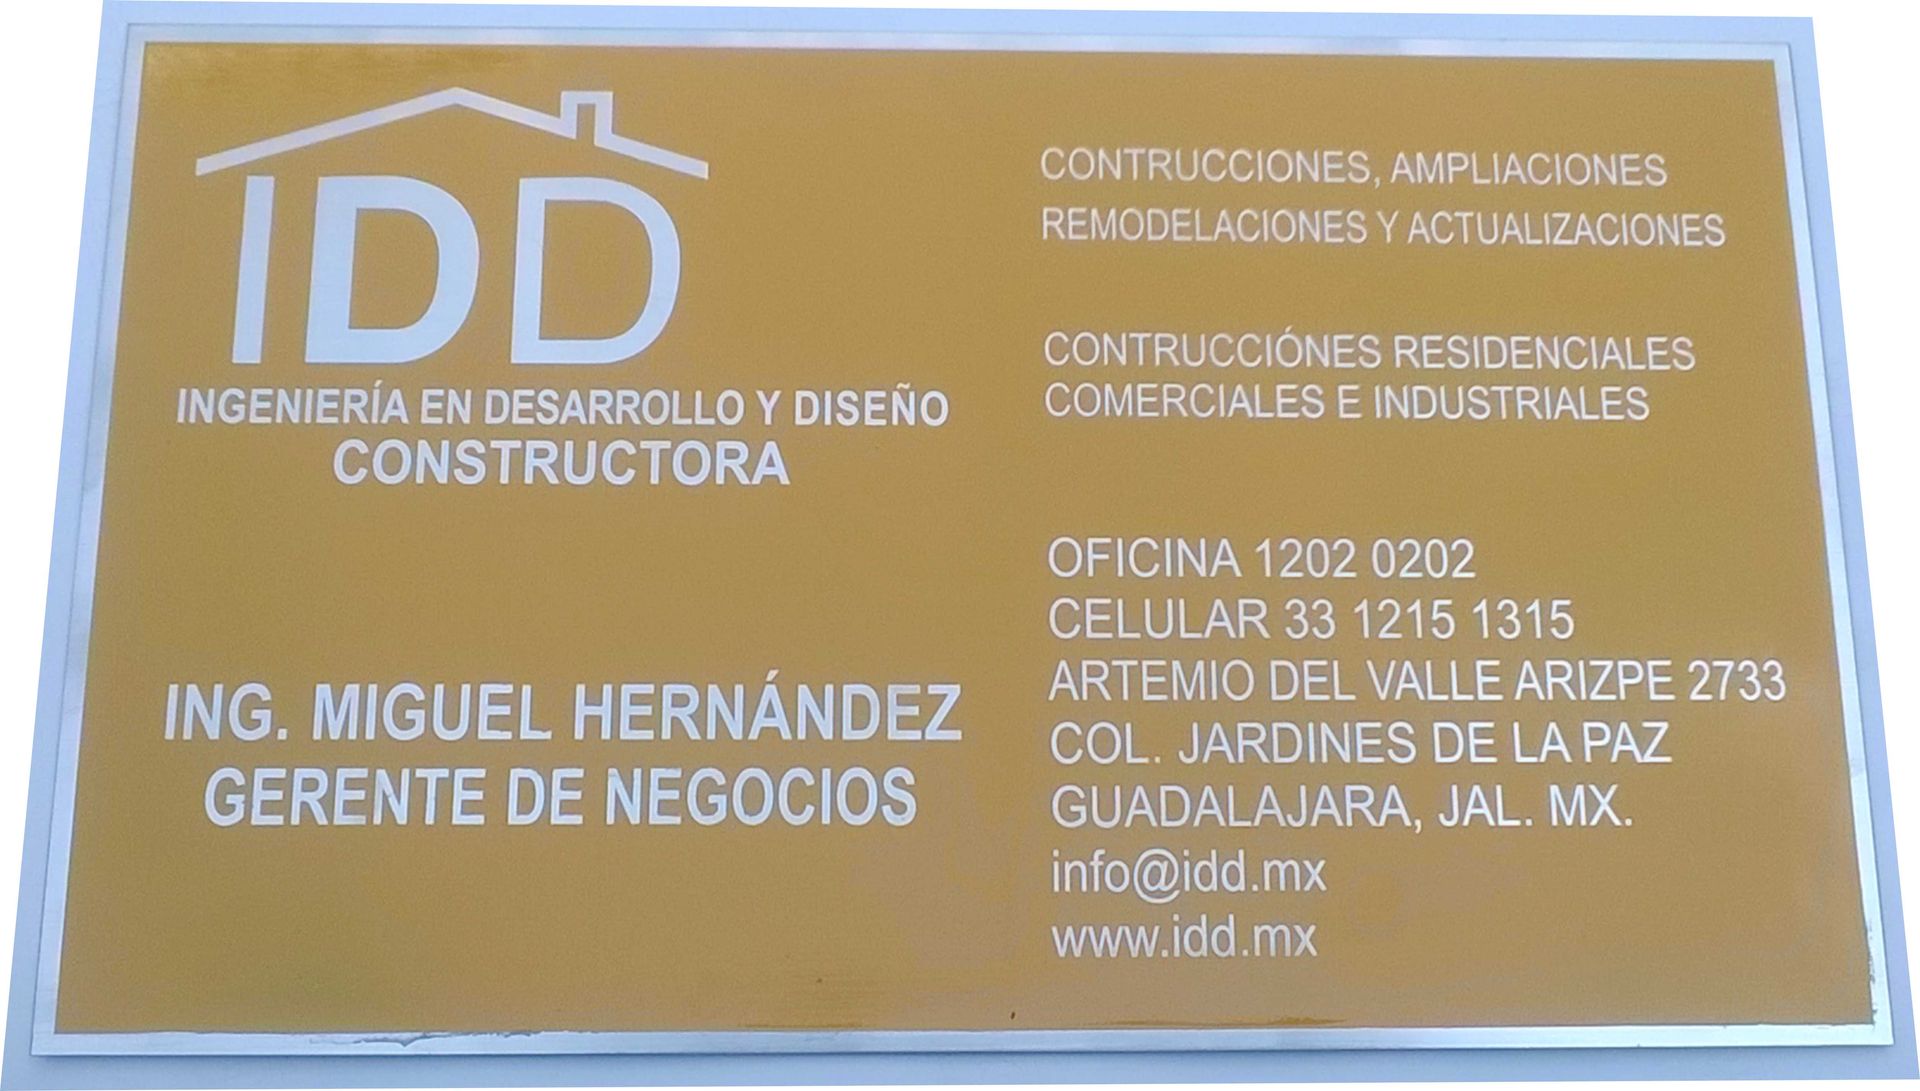 IDD
INGENIERÍA EN DESARROLLO Y DISEÑO
CONSTRUCTORA
ING. MIGUEL HERNÁNDEZ
GERENTE DE NEGOCIOS
CONTRUCCIONES, AMPLIACIONES
REMODELACIONES Y ACTUALIZACIONES
CONTRUCCIÓNES RESIDENCIALES
COMERCIALES E INDUSTRIALES
OFICINA 1202 0202
CELULAR 33 1215 1315
ARTEMIO DEL VALLE ARIZPE 2733
COL. JARDINES DE LA PAZ
GUADALAJARA, JAL. MX.
info@idd.mx
www.idd.mx